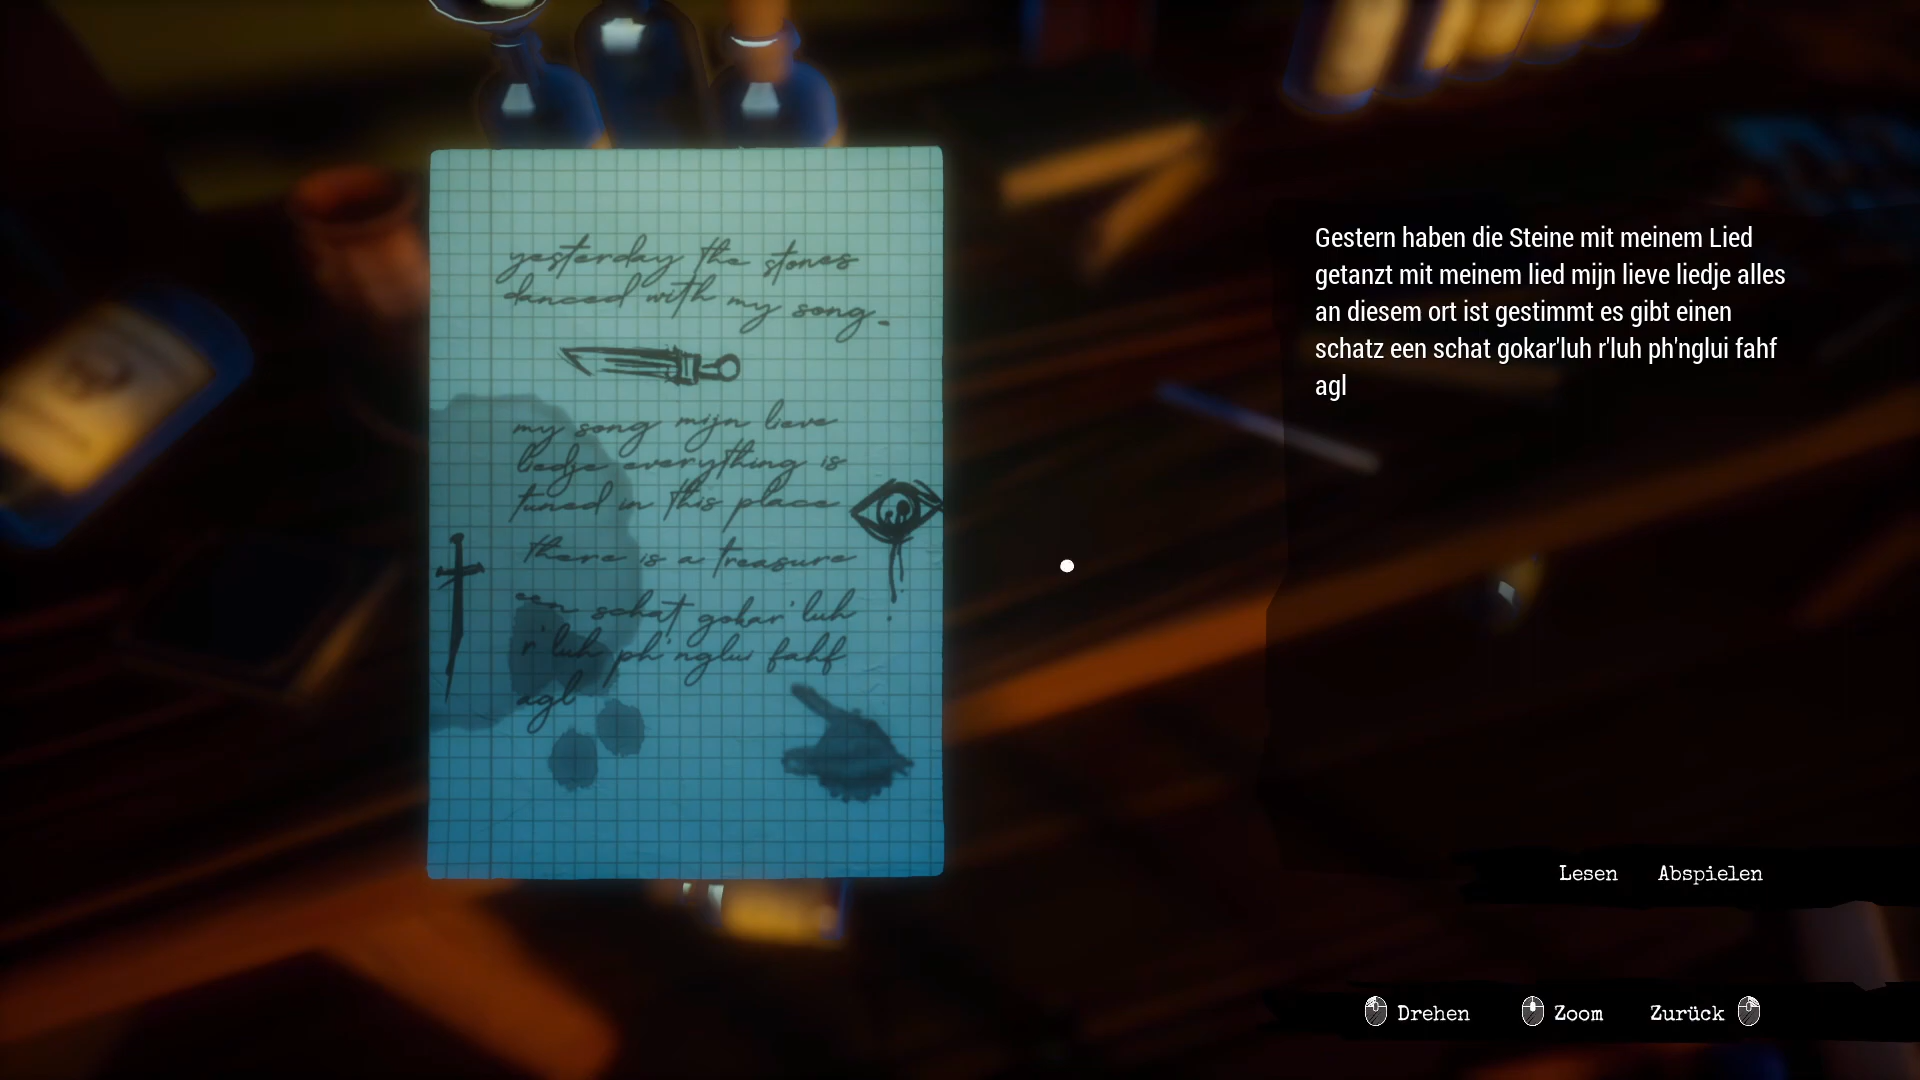 yesterday the stones
danced with my song.
my song mijn lieve
liedje everything is
tuned in this place
there is a treasure
een schat gokar'luh
r'luh ph'nglui fahf
agl
Gestern haben die Steine mit meinem Lied
getanzt mit meinem lied mijn lieve liedje alles
an diesem ort ist gestimmt es gibt einen
schatz een schat gokar'luh r'luh ph'nglui fahf
agl
Lesen Abspielen
Drehen Zoom Zurück